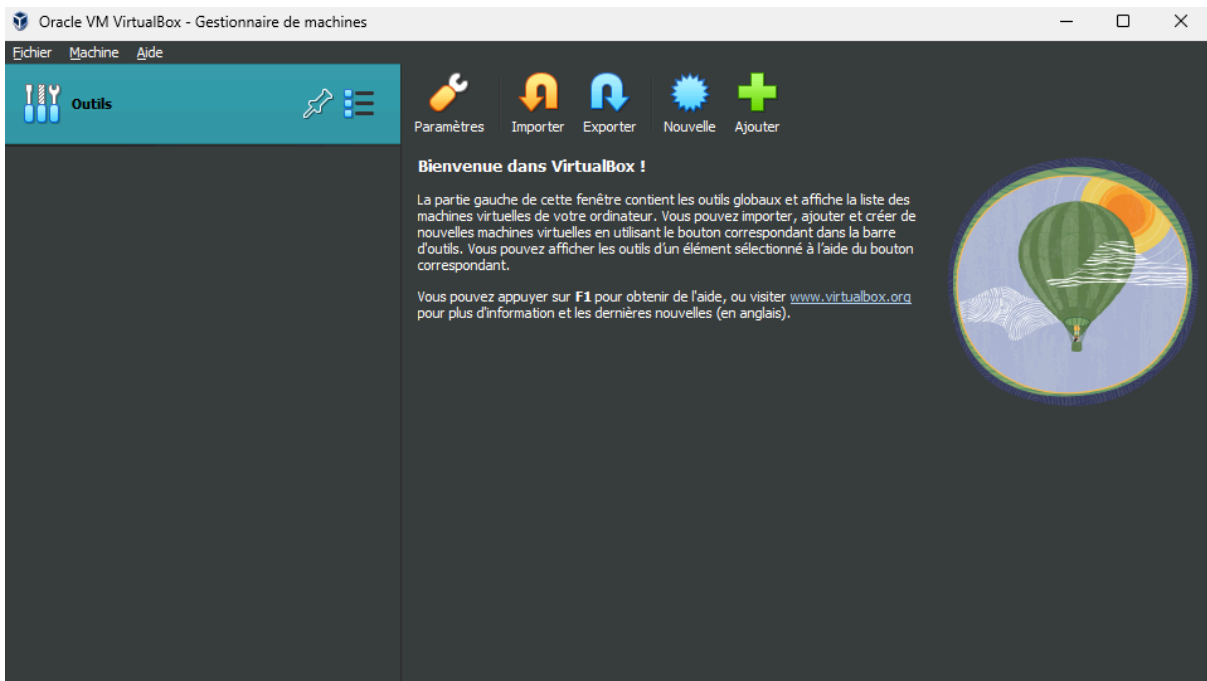 Oracle VM VirtualBox - Gestionnaire de machines
Fichier Machine Aide
Outils
Paramètres Importer Exporter Nouvelle Ajouter
Bienvenue dans VirtualBox !
La partie gauche de cette fenêtre contient les outils globaux et affiche la liste des
machines virtuelles de votre ordinateur. Vous pouvez importer, ajouter et créer de
nouvelles machines virtuelles en utilisant le bouton correspondant dans la barre
d'outils. Vous pouvez afficher les outils d’un élément sélectionné à l’aide du bouton
correspondant.
Vous pouvez appuyer sur F1 pour obtenir de l'aide, ou visiter www.virtualbox.org
pour plus d'information et les dernières nouvelles (en anglais).